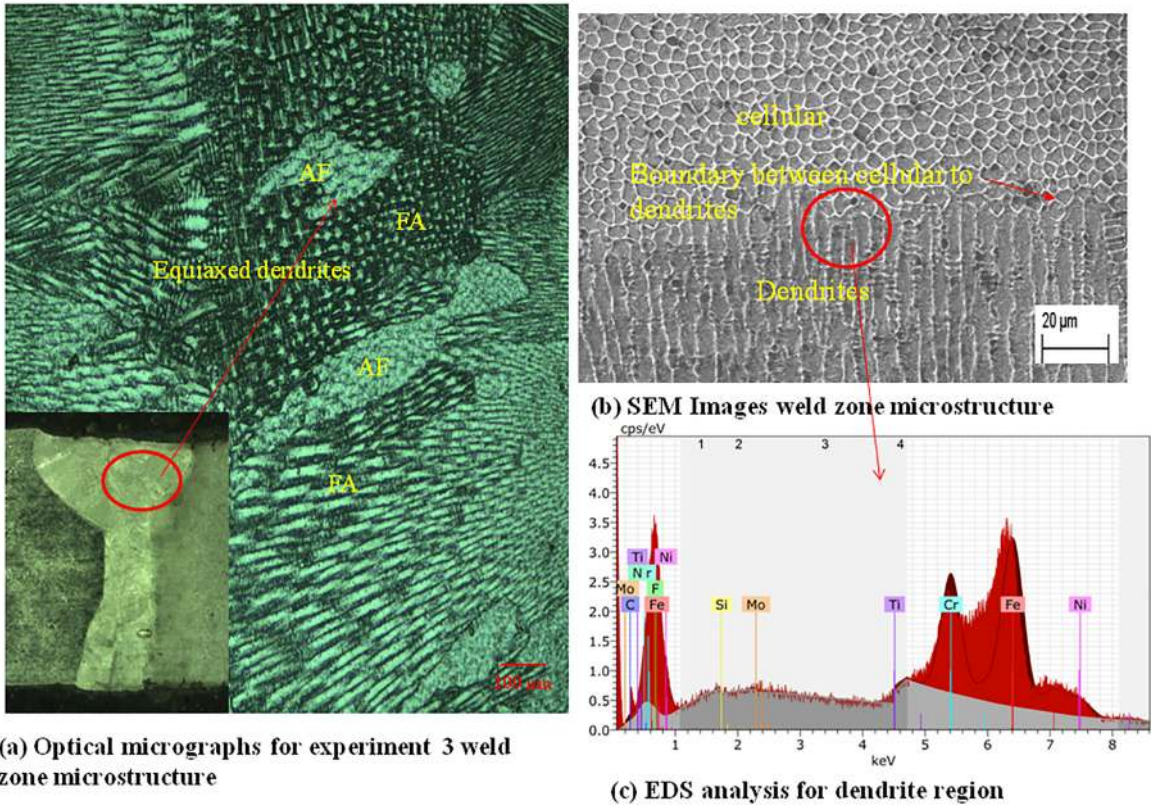 AF
FA
Equiaxed dendrites
AF
FA
100 µm
(a) Optical micrographs for experiment 3 weld
zone microstructure
cellular
Boundary between cellular to
dendrites
Dendrites
20 µm
(b) SEM Images weld zone microstructure
cps/eV
1 2 3 4
4.5
4.0
3.5
3.0
2.5
2.0
1.5
1.0
0.5
0.0
Ti Ni
N r
Mo F
C Fe Si Mo Ti Cr Fe Ni
1 2 3 4 5 6 7 8
keV
(c) EDS analysis for dendrite region